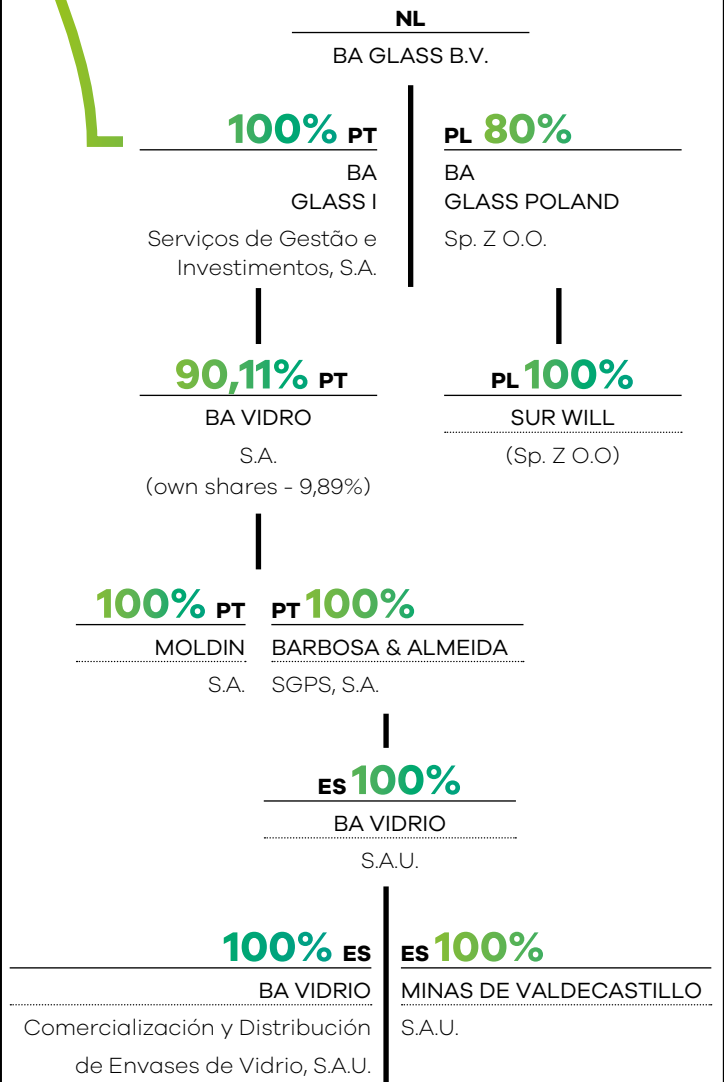 NL
BA GLASS B.V.
100% PT
BA
GLASS I
Serviços de Gestão e
Investimentos, S.A.
PL 80%
BA
GLASS POLAND
Sp. Z O.O.
90,11% PT
BA VIDRO
S.A.
(own shares - 9,89%)
PL 100%
SUR WILL
(Sp. Z O.O)
100% PT
MOLDIN
S.A.
PT 100%
BARBOSA & ALMEIDA
SGPS, S.A.
ES 100%
BA VIDRIO
S.A.U.
100% ES
BA VIDRIO
Comercialización y Distribución
de Envases de Vidrio, S.A.U.
ES 100%
MINAS DE VALDECASTILLO
S.A.U.